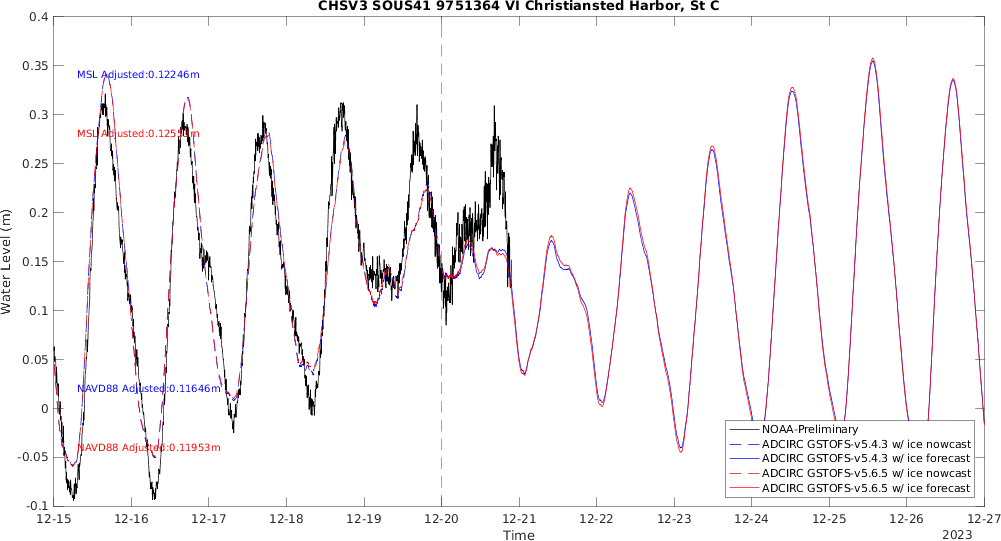 CHSV3 SOUS41 9751364 VI Christiansted Harbor, St C
0.4
0.35
0.3
0.25
0.2
0.15
0.1
0.05
0
-0.05
-0.1
Water Level (m)
MSL Adjusted:0.12246m
MSL Adjusted:0.1255 m
NAVD88 Adjusted:0.11646m
NAVD88 Adjusted:0.11953m
NOAA-Preliminary
ADCIRC GSTOFS-v5.4.3 w/ ice nowcast
ADCIRC GSTOFS-v5.4.3 w/ ice forecast
ADCIRC GSTOFS-v5.6.5 w/ ice nowcast
ADCIRC GSTOFS-v5.6.5 w/ ice forecast
12-15 12-16 12-17 12-18 12-19 12-20 12-21 12-22 12-23 12-24 12-25 12-26 12-27
Time
2023